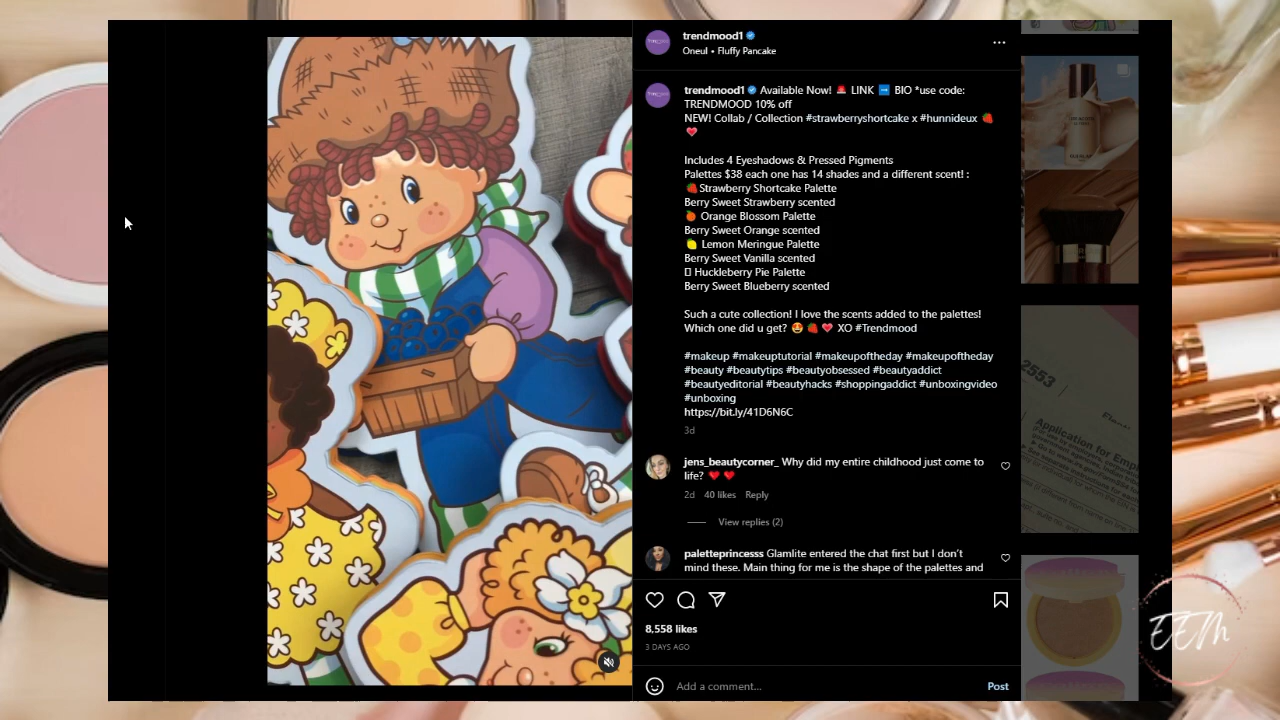 trendmood1
Oneul • Fluffy Pancake
trendmood1 Available Now! 🚨 LINK ➡️ BIO *use code:
TRENDMOOD 10% off
NEW! Collab / Collection #strawberryshortcake x #hunnideux 🍓
💗
Includes 4 Eyeshadows & Pressed Pigments
Palettes $38 each one has 14 shades and a different scent! :
🍓Strawberry Shortcake Palette
Berry Sweet Strawberry scented
🍊 Orange Blossom Palette
Berry Sweet Orange scented
🍋 Lemon Meringue Palette
Berry Sweet Vanilla scented
Huckleberry Pie Palette
Berry Sweet Blueberry scented
Such a cute collection! I love the scents added to the palettes!
Which one did u get? 😍 🍓 💗 XO #Trendmood
#makeup #makeuptutorial #makeupoftheday #makeupoftheday
#beauty #beautytips #beautyobsessed #beautyaddict
#beautyeditorial #beautyhacks #shoppingaddict #unboxingvideo
#unboxing
https://bit.ly/41D6N6C
3d
jens_beautycorner_ Why did my entire childhood just come to
life? ❤️ ❤️
2d 40 likes Reply
View replies (2)
paletteprincesss Glamlite entered the chat first but I don't
mind these. Main thing for me is the shape of the palettes and
8,558 likes
3 DAYS AGO
Add a comment...
Post
2553
Application for Emp
EEM